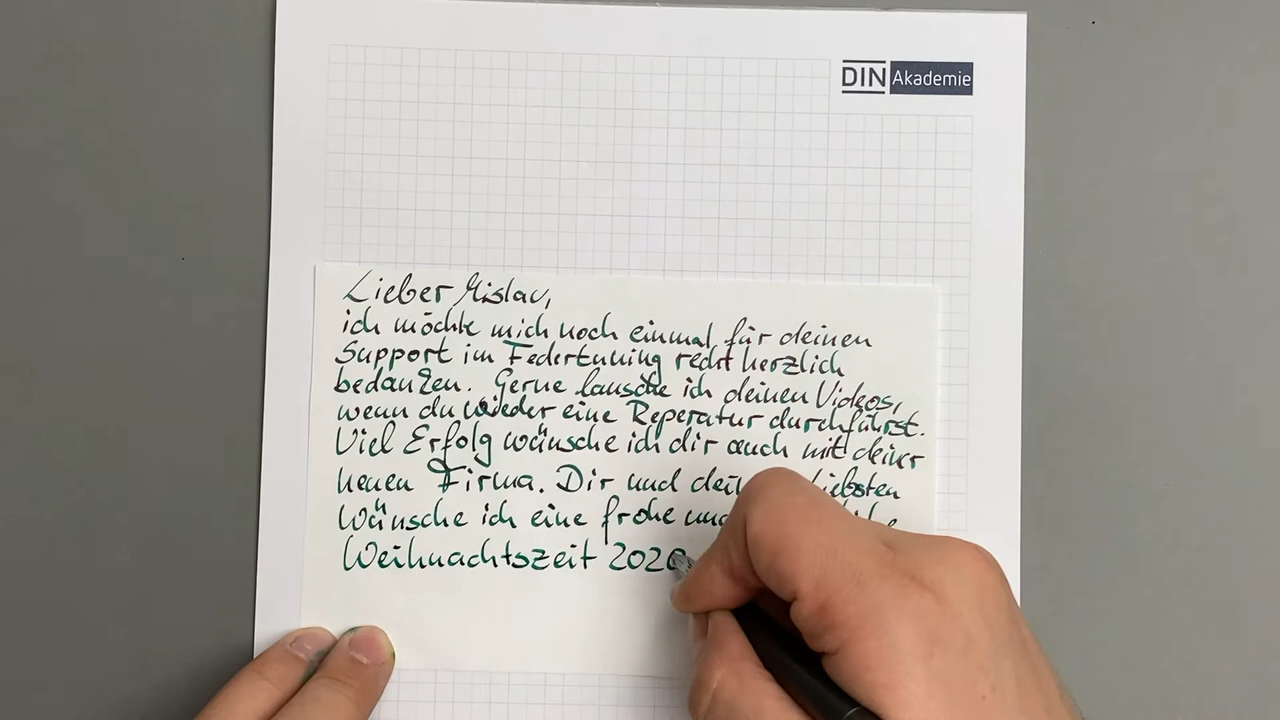 DIN Akademie
Lieber Mislav,
ich möchte mich noch einmal für deinen
Support im Federtuning recht herzlich
bedanken. Gerne lausche ich deinen Videos,
wenn du wieder eine Reperatur durchführst.
Viel Erfolg wünsche ich dir auch mit deiner
neuen Firma. Dir und Liebsten
wünsche ich eine frohe und
Weihnachtszeit 2020